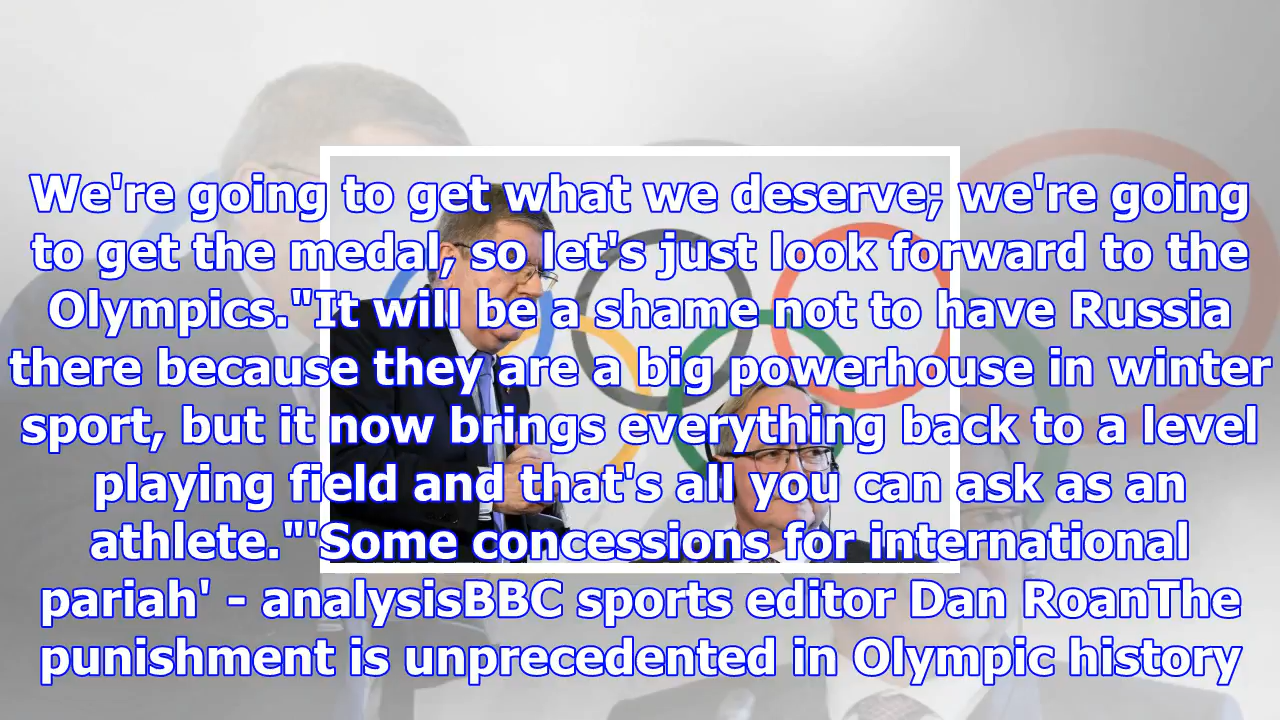 We're going to get what we deserve; we're going
to get the medal, so let's just look forward to the
Olympics."It will be a shame not to have Russia
there because they are a big powerhouse in winter
sport, but it now brings everything back to a level
playing field and that's all you can ask as an
athlete."'Some concessions for international
pariah' - analysisBBC sports editor Dan RoanThe
punishment is unprecedented in Olympic history